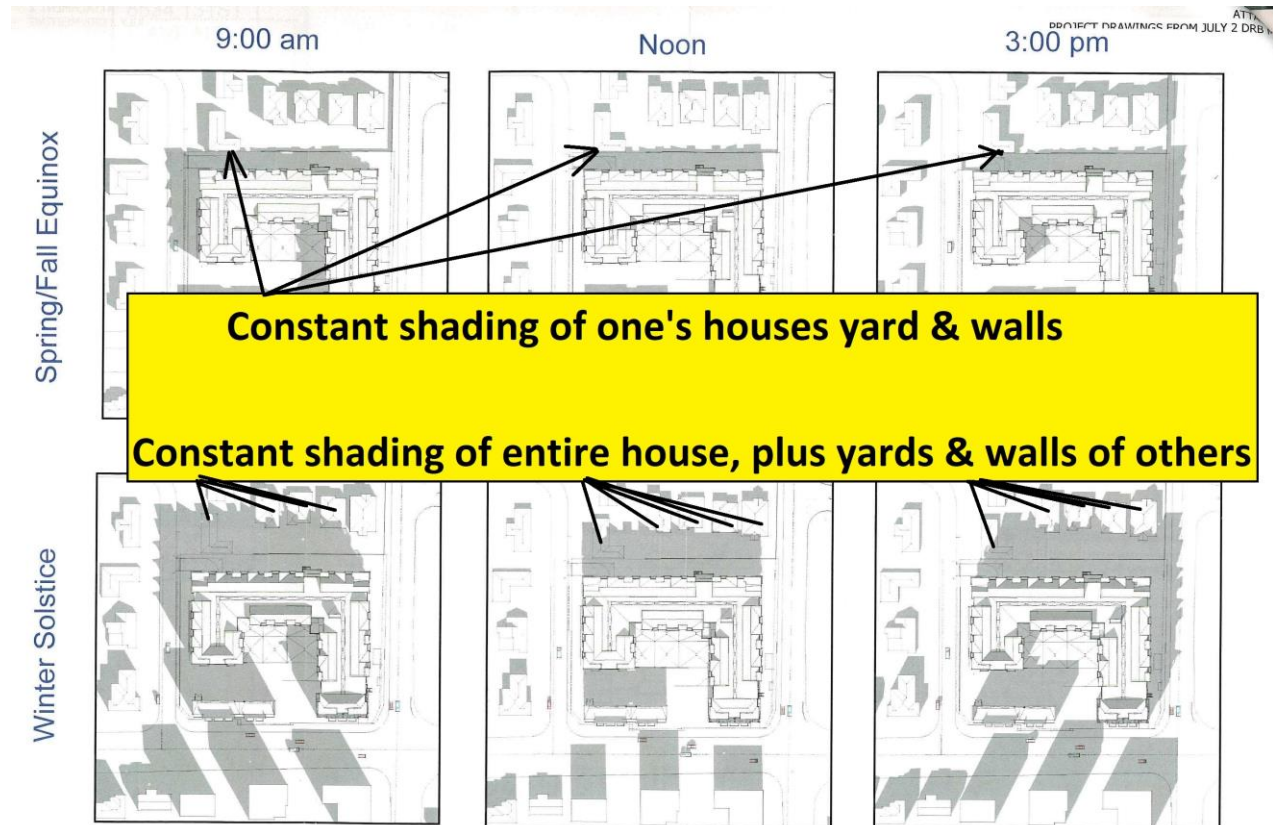 ATTA
PROJECT DRAWINGS FROM JULY 2 DRB
9:00 am
Noon
3:00 pm
Spring/Fall Equinox
Constant shading of one's houses yard & walls
Constant shading of entire house, plus yards & walls of others
Winter Solstice